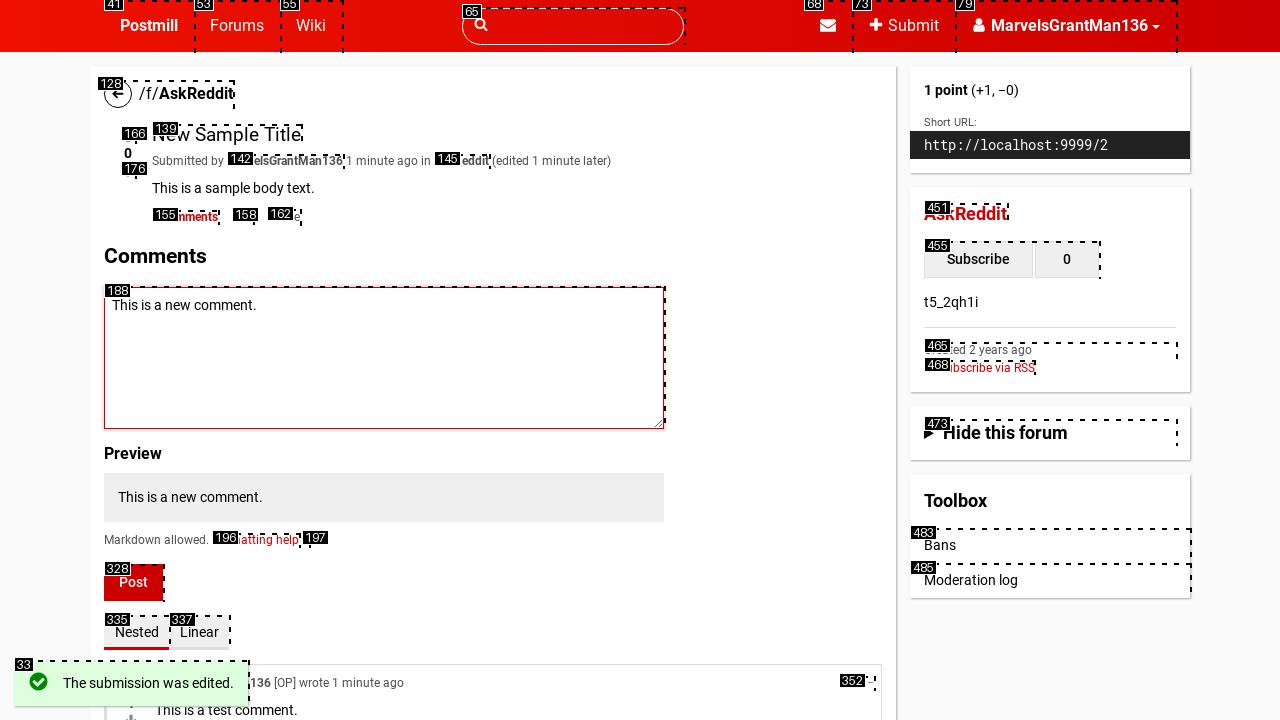 41 53 55 65 68 73 79
Postmill Forums Wiki Submit MarvelsGrantMan136
128
/f/AskReddit
166 139
New Sample Title
0
142 145
Submitted by elsGrantMan136 1 minute ago in eddit (edited 1 minute later)
176
This is a sample body text.
155 nments 158 162 e
Comments
188
This is a new comment.
Preview
This is a new comment.
Markdown allowed. 196 atting help 197
328
Post
335 337
Nested Linear
33
The submission was edited.
136 [OP] wrote 1 minute ago 352 –
This is a test comment.
1 point (+1, −0)
Short URL:
http://localhost:9999/2
451
AskReddit
455
Subscribe 0
t5_2qh1i
465
ted 2 years ago
468 bscribe via RSS
473
Hide this forum
Toolbox
483
Bans
485
Moderation log